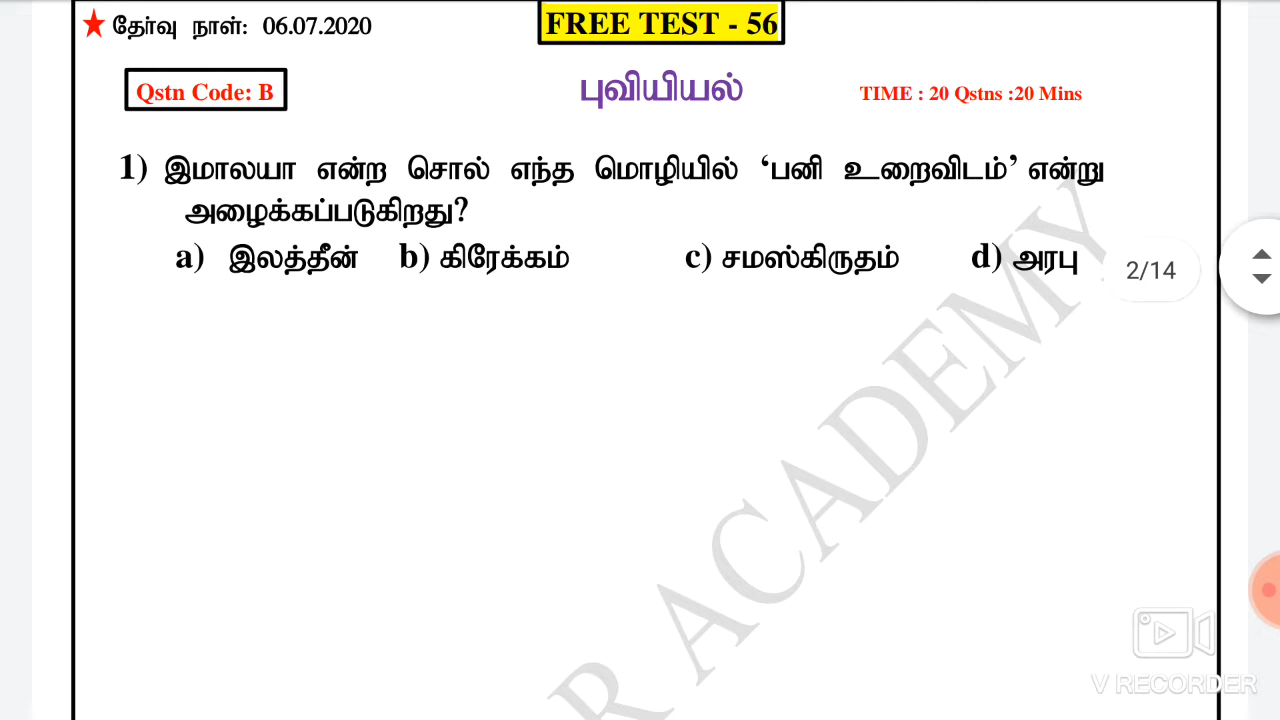 ★ தேர்வு நாள்: 06.07.2020
FREE TEST - 56
Qstn Code: B
புவியியல்
TIME : 20 Qstns :20 Mins
1) இமாலயா என்ற சொல் எந்த மொழியில் ‘பனி உறைவிடம்’ என்று
அழைக்கப்படுகிறது?
a) இலத்தீன் b) கிரேக்கம் c) சமஸ்கிருதம் d) அரபு
2/14
R ACADEMY
V RECORDER